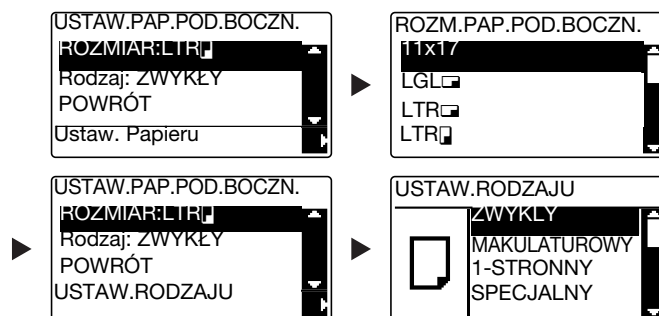 USTAW.PAP.POD.BOCZN.
ROZMIAR:LTR
Rodzaj: ZWYKŁY
POWRÓT
Ustaw. Papieru
ROZM.PAP.POD.BOCZN.
11x17
LGL
LTR
LTR
USTAW.PAP.POD.BOCZN.
ROZMIAR:LTR
Rodzaj: ZWYKŁY
POWRÓT
USTAW.RODZAJU
USTAW.RODZAJU
ZWYKLY
MAKULATUROWY
1-STRONNY
SPECJALNY